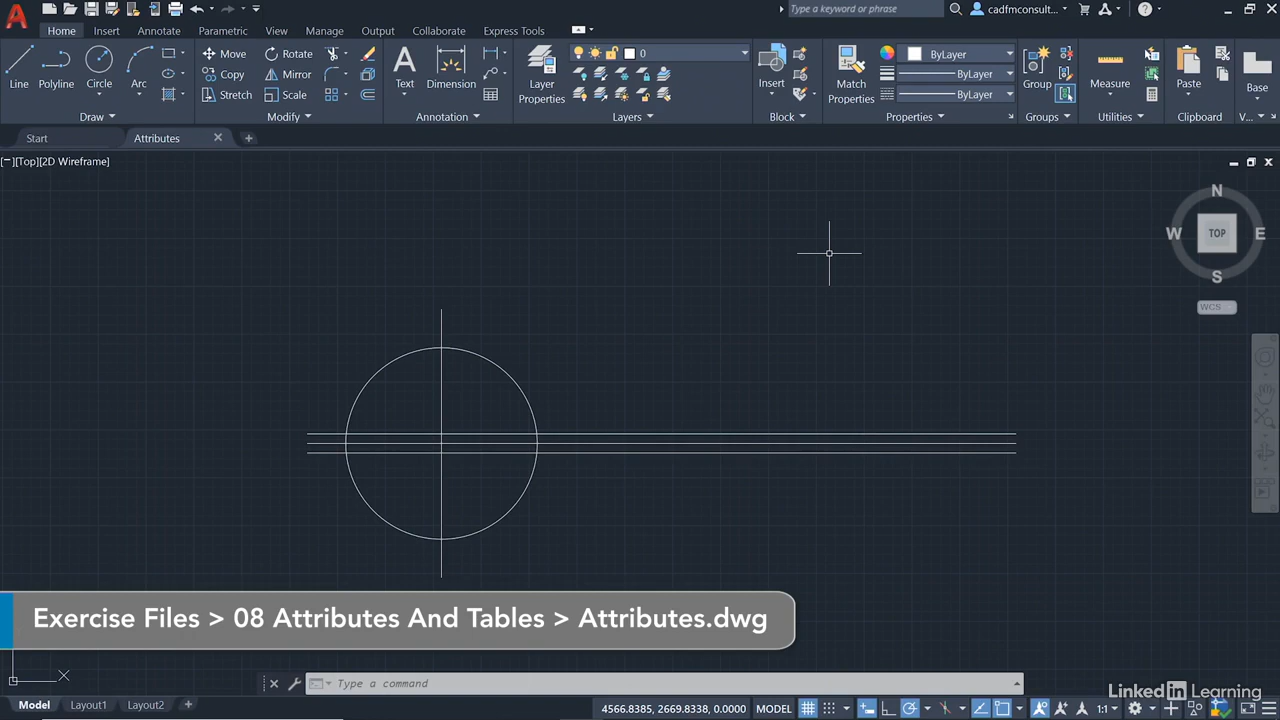 Type a keyword or phrase
cadfmconsult...
Home Insert Annotate Parametric View Manage Output Collaborate Express Tools
Line Polyline Circle Arc
Move Rotate
Copy Mirror
Stretch Scale
Text Dimension
Layer Properties
0
Insert
Match Properties
ByLayer
ByLayer
ByLayer
Group
Measure
Paste
Base
Draw Modify Annotation Layers Block Properties Groups Utilities Clipboard V...
Start Attributes
[−][Top][2D Wireframe]
N
W TOP E
S
WCS
Exercise Files > 08 Attributes And Tables > Attributes.dwg
Type a command
Linked in Learning
Model Layout1 Layout2
4566.8385, 2669.8338, 0.0000 MODEL 1:1